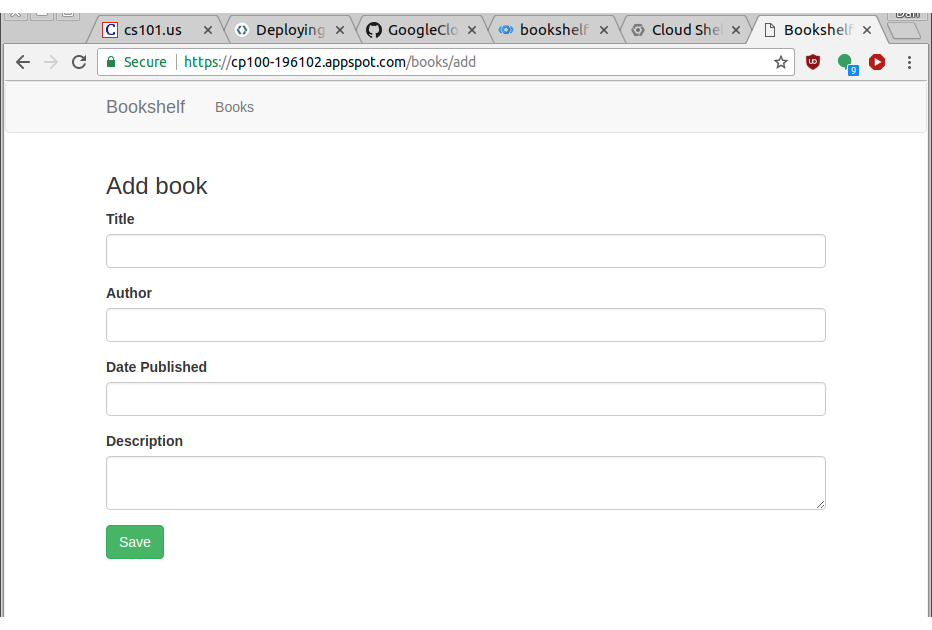 Dan
cs101.us Deploying GoogleClo bookshelf Cloud Shel Bookshelf
Secure https://cp100-196102.appspot.com/books/add 9
Bookshelf Books
Add book
Title
Author
Date Published
Description
Save